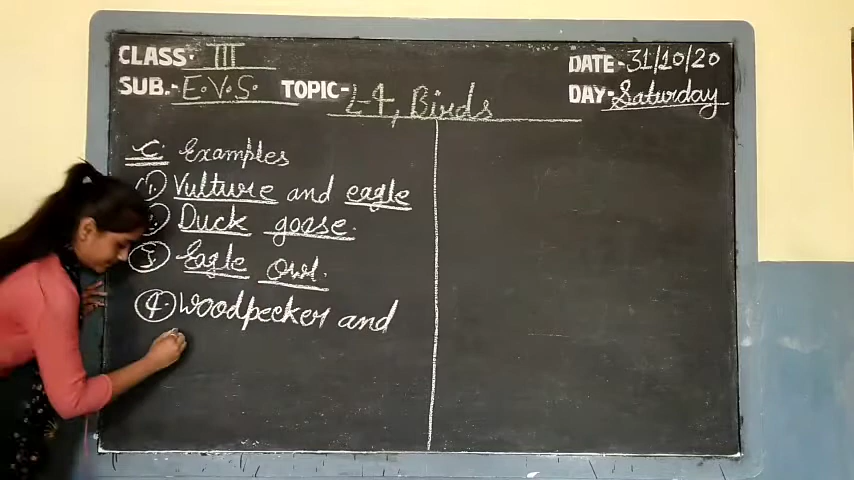 CLASS. III
SUB.- E.V.S.
TOPIC- L-4, Birds
DATE- 31/10/20
DAY- Saturday
C. Examples
1. Vulture and eagle
2. Duck goose.
3. Eagle owl.
4. Woodpecker and